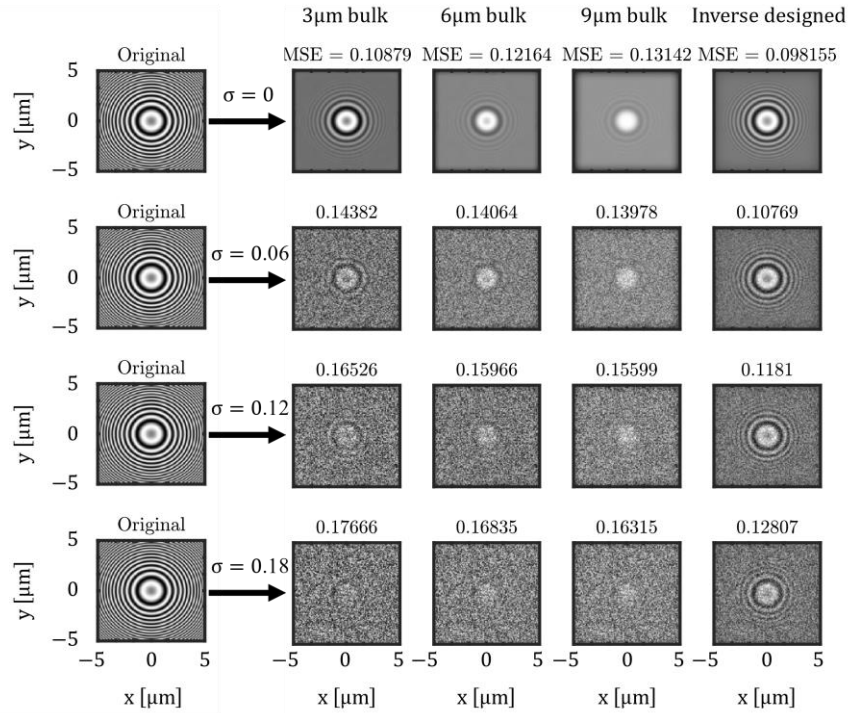 3μm bulk 6μm bulk 9μm bulk Inverse designed
Original MSE = 0.10879 MSE = 0.12164 MSE = 0.13142 MSE = 0.098155
5
σ = 0
y [μm]
0
−5
Original 0.14382 0.14064 0.13978 0.10769
5
σ = 0.06
y [μm]
0
−5
Original 0.16526 0.15966 0.15599 0.1181
5
σ = 0.12
y [μm]
0
−5
Original 0.17666 0.16835 0.16315 0.12807
5
σ = 0.18
y [μm]
0
−5
−5 0 5 −5 0 5 −5 0 5 −5 0 5 −5 0 5
x [μm] x [μm] x [μm] x [μm] x [μm]